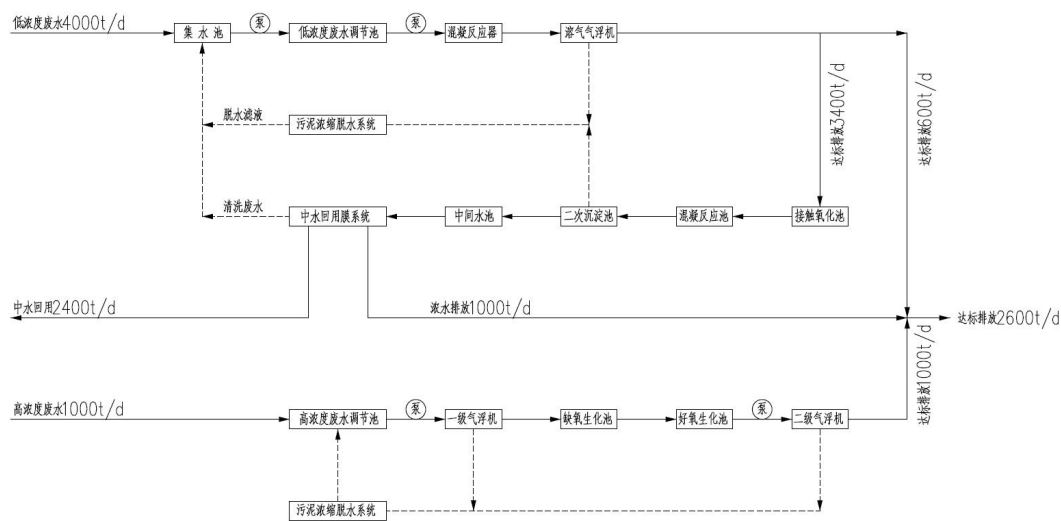 低浓度废水4000t/d
集水池
泵
低浓度废水调节池
泵
混凝反应器
溶气气浮机
达标排放3400t/d
达标排放600t/d
脱水滤液
污泥浓缩脱水系统
清洗废水
中水回用膜系统
中间水池
二次沉淀池
混凝反应池
接触氧化池
中水回用2400t/d
浓水排放1000t/d
达标排放2600t/d
达标排放1000t/d
高浓度废水1000t/d
高浓度废水调节池
泵
一级气浮机
缺氧生化池
好氧生化池
泵
二级气浮机
污泥浓缩脱水系统